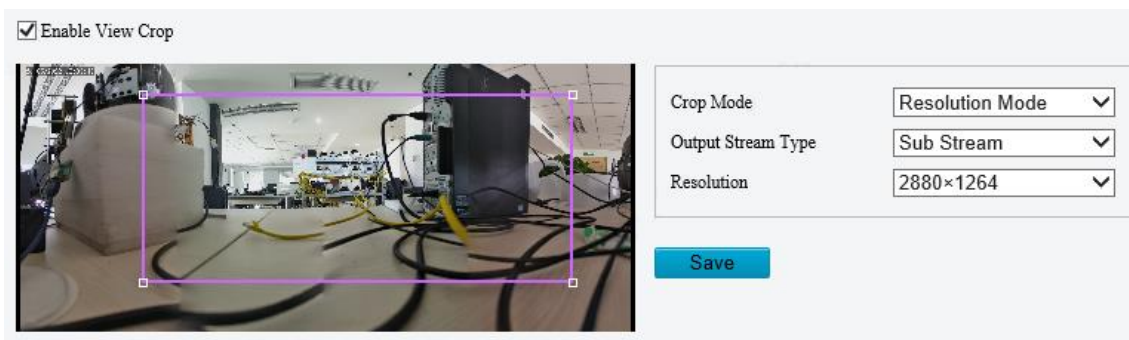 Enable View Crop
Crop Mode Resolution Mode
Output Stream Type Sub Stream
Resolution 2880×1264
Save